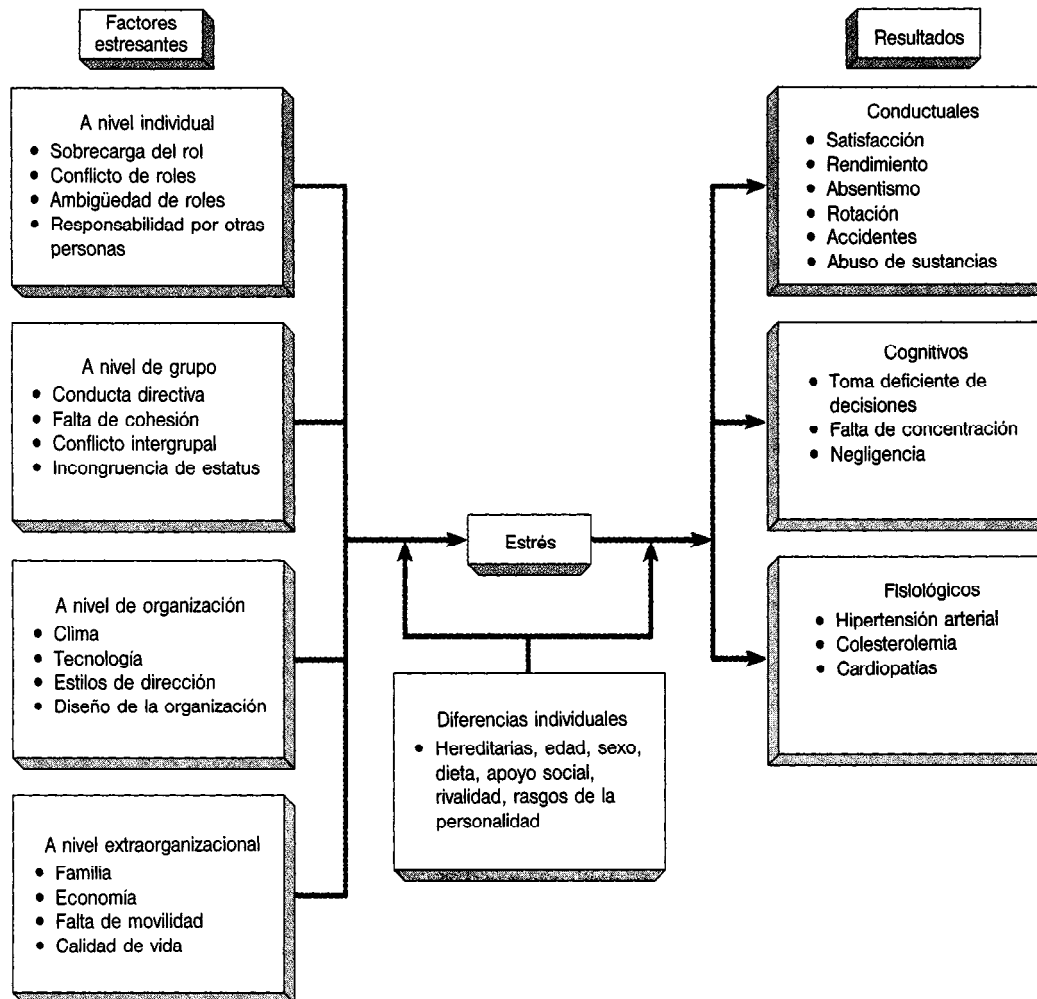 Factores
estresantes
A nivel individual
• Sobrecarga del rol
• Conflicto de roles
• Ambigüedad de roles
• Responsabilidad por otras
personas
A nivel de grupo
• Conducta directiva
• Falta de cohesión
• Conflicto intergrupal
• Incongruencia de estatus
A nivel de organización
• Clima
• Tecnología
• Estilos de dirección
• Diseño de la organización
A nivel extraorganizacional
• Familia
• Economía
• Falta de movilidad
• Calidad de vida
Estrés
Diferencias individuales
• Hereditarias, edad, sexo,
dieta, apoyo social,
rivalidad, rasgos de la
personalidad
Resultados
Conductuales
• Satisfacción
• Rendimiento
• Absentismo
• Rotación
• Accidentes
• Abuso de sustancias
Cognitivos
• Toma deficiente de
decisiones
• Falta de concentración
• Negligencia
Fisiológicos
• Hipertensión arterial
• Colesterolemia
• Cardiopatías